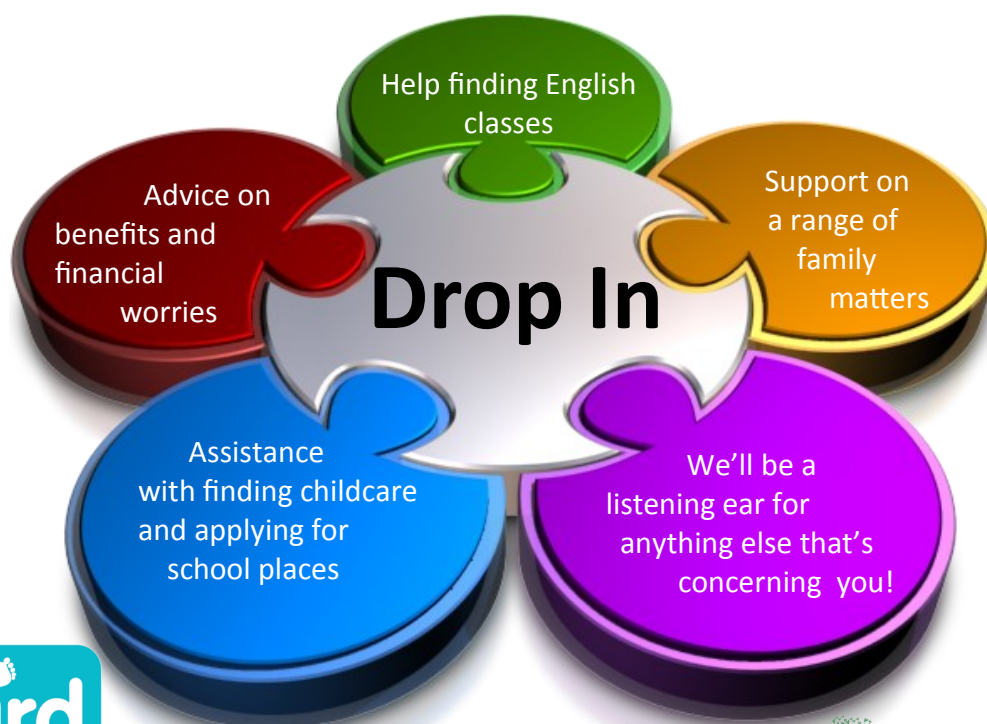 Help finding English
classes
Advice on
benefits and
financial
worries
Support on
a range of
family
matters
Drop In
Assistance
with finding childcare
and applying for
school places
We'll be a
listening ear for
anything else that's
concerning you!